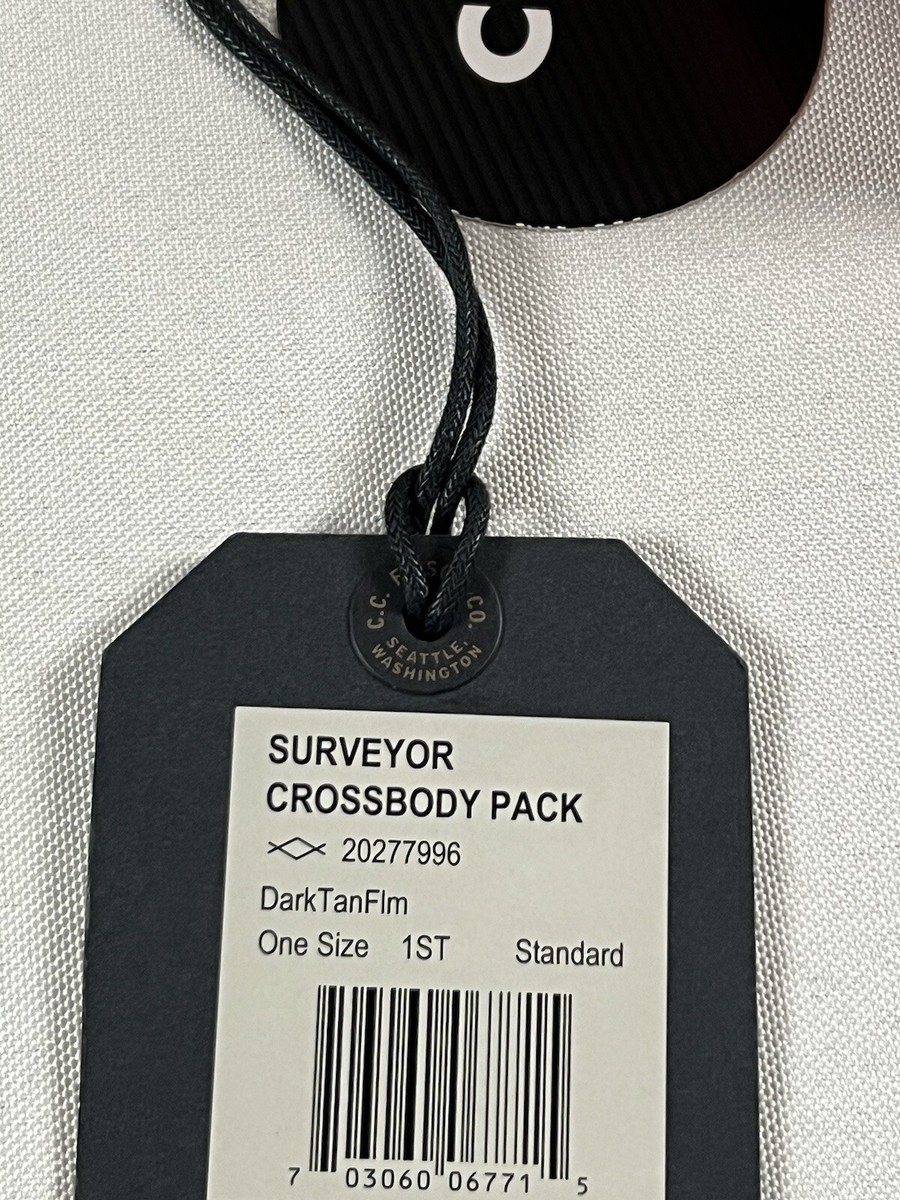 C.C. CO.
SEATTLE,
WASHINGTON
SURVEYOR
CROSSBODY PACK
20277996
DarkTanFlm
One Size 1ST Standard
7 03060 06771 5